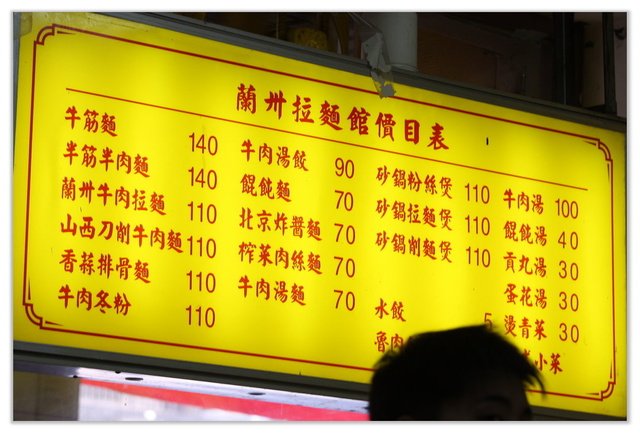 蘭州拉麵館價目表
牛筋麵 140
半筋半肉麵 140
蘭州牛肉拉麵 110
山西刀削牛肉麵 110
香蒜排骨麵 110
牛肉冬粉 110
牛肉湯餃 90
餛飩麵 70
北京炸醬麵 70
榨菜肉絲麵 70
牛肉湯麵 70
砂鍋粉絲煲 110
砂鍋拉麵煲 110
砂鍋削麵煲 110
水餃 5
魯肉
牛肉湯 100
餛飩湯 40
貢丸湯 30
蛋花湯 30
燙青菜 30
小菜